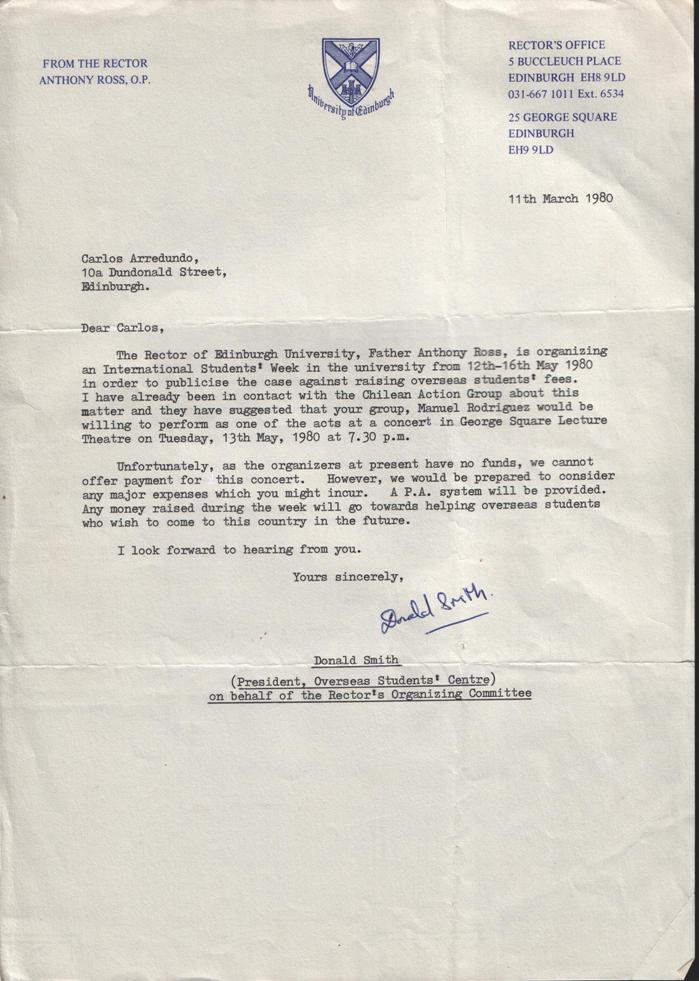 FROM THE RECTOR
ANTHONY ROSS, O.P.
University of Edinburgh
RECTOR'S OFFICE
5 BUCCLEUCH PLACE
EDINBURGH EH8 9LD
031-667 1011 Ext. 6534
25 GEORGE SQUARE
EDINBURGH
EH9 9LD
11th March 1980
Carlos Arredundo,
10a Dundonald Street,
Edinburgh.
Dear Carlos,
The Rector of Edinburgh University, Father Anthony Ross, is organizing
an International Students' Week in the university from 12th-16th May 1980
in order to publicise the case against raising overseas students' fees.
I have already been in contact with the Chilean Action Group about this
matter and they have suggested that your group, Manuel Rodriguez would be
willing to perform as one of the acts at a concert in George Square Lecture
Theatre on Tuesday, 13th May, 1980 at 7.30 p.m.
Unfortunately, as the organizers at present have no funds, we cannot
offer payment for this concert. However, we would be prepared to consider
any major expenses which you might incur. A P.A. system will be provided.
Any money raised during the week will go towards helping overseas students
who wish to come to this country in the future.
I look forward to hearing from you.
Yours sincerely,
Donald Smith.
Donald Smith
(President, Overseas Students' Centre)
on behalf of the Rector's Organizing Committee